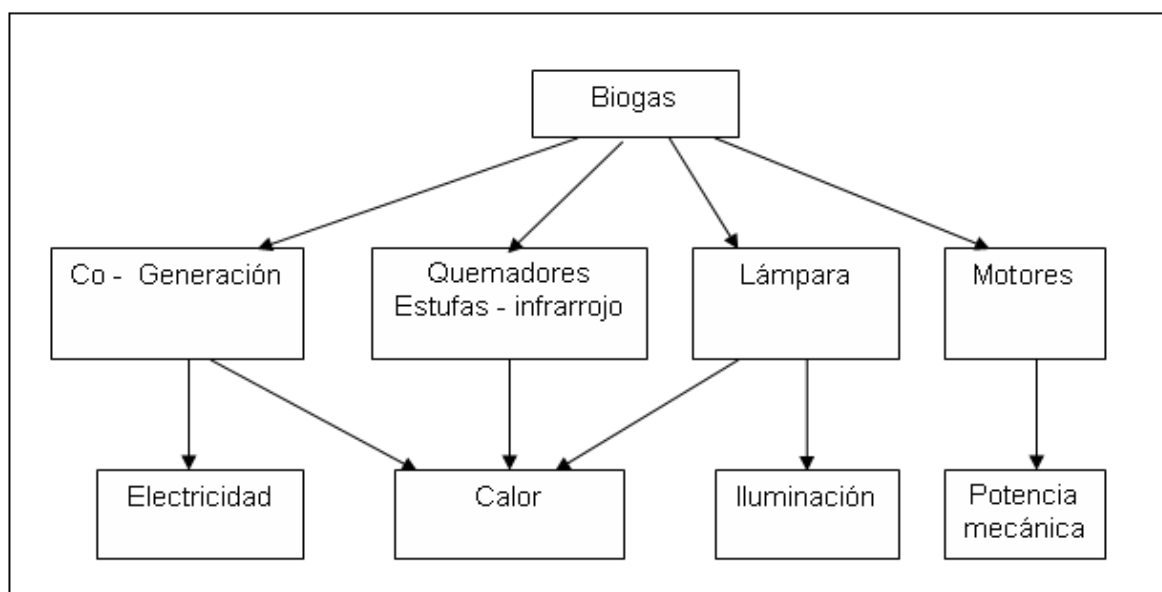 Biogas
Co - Generación
Quemadores
Estufas - infrarrojo
Lámpara
Motores
Electricidad
Calor
Iluminación
Potencia
mecánica